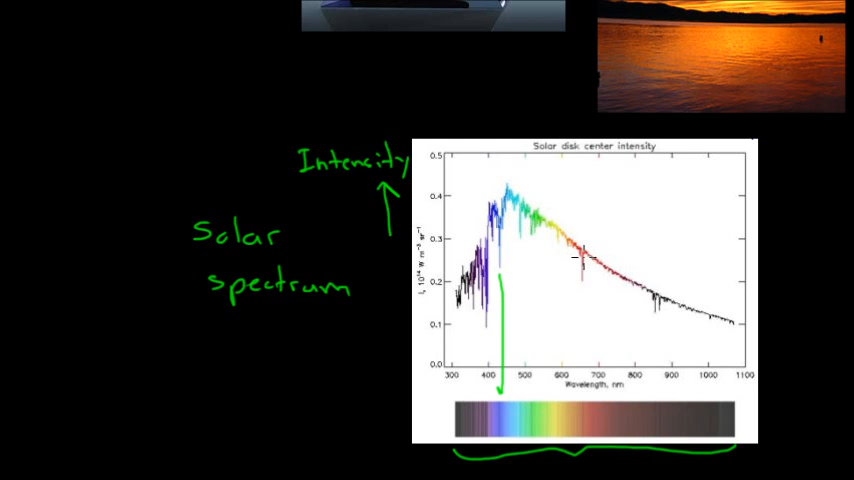 Solar disk center intensity
Intensity
Solar
spectrum
0.5
0.4
0.3
0.2
0.1
0.0
300 400 500 600 700 800 900 1000 1100
Wavelength, nm